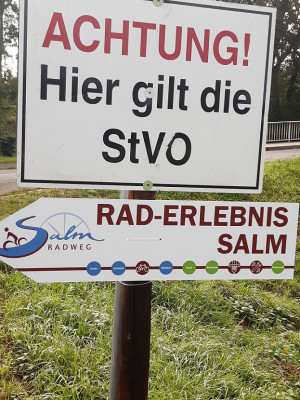 ACHTUNG!
Hier gilt die
StVO
Salm
RADWEG
RAD-ERLEBNIS
SALM